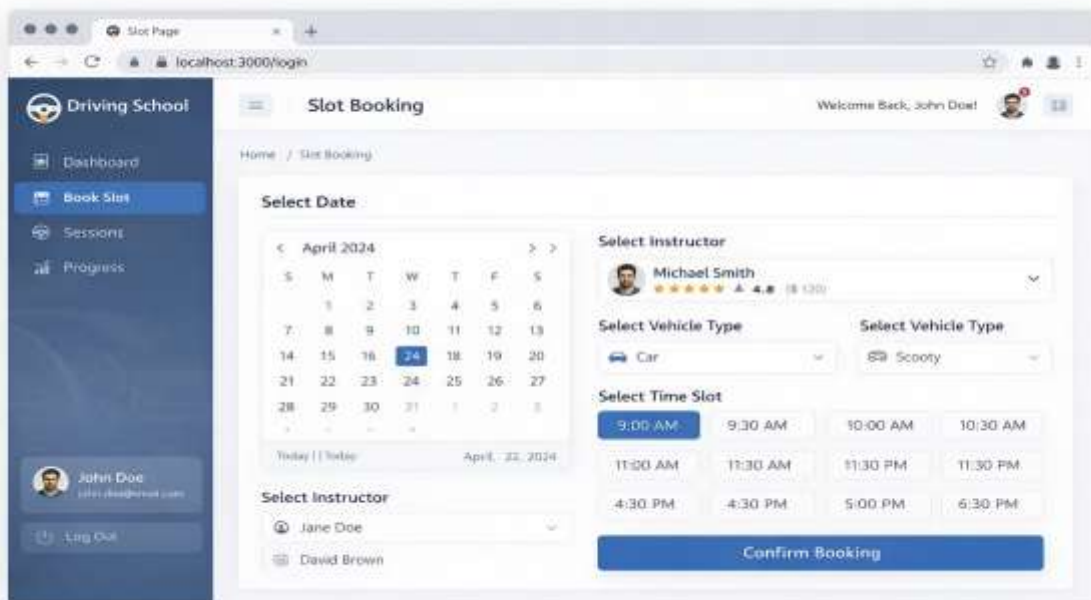 Slot Page
localhost:3000/login
Driving School
Slot Booking
Welcome Back, John Doe!
Dashboard
Book Slot
Sessions
Progress
John Doe
Log Out
Home / Slot Booking
Select Date
April 2024
S M T W T F S
1 2 3 4 5 6
7 8 9 10 11 12 13
14 15 16 24 18 19 20
21 22 23 24 25 26 27
28 29 30 31 1 2
April, 22, 2024
Select Instructor
Jane Doe
David Brown
Select Instructor
Michael Smith
4.8
Select Vehicle Type Select Vehicle Type
Car Scooty
Select Time Slot
9:00 AM 9:30 AM 10:00 AM 10:30 AM
11:00 AM 11:30 AM 11:30 PM 11:30 PM
4:30 PM 4:30 PM 5:00 PM 6:30 PM
Confirm Booking